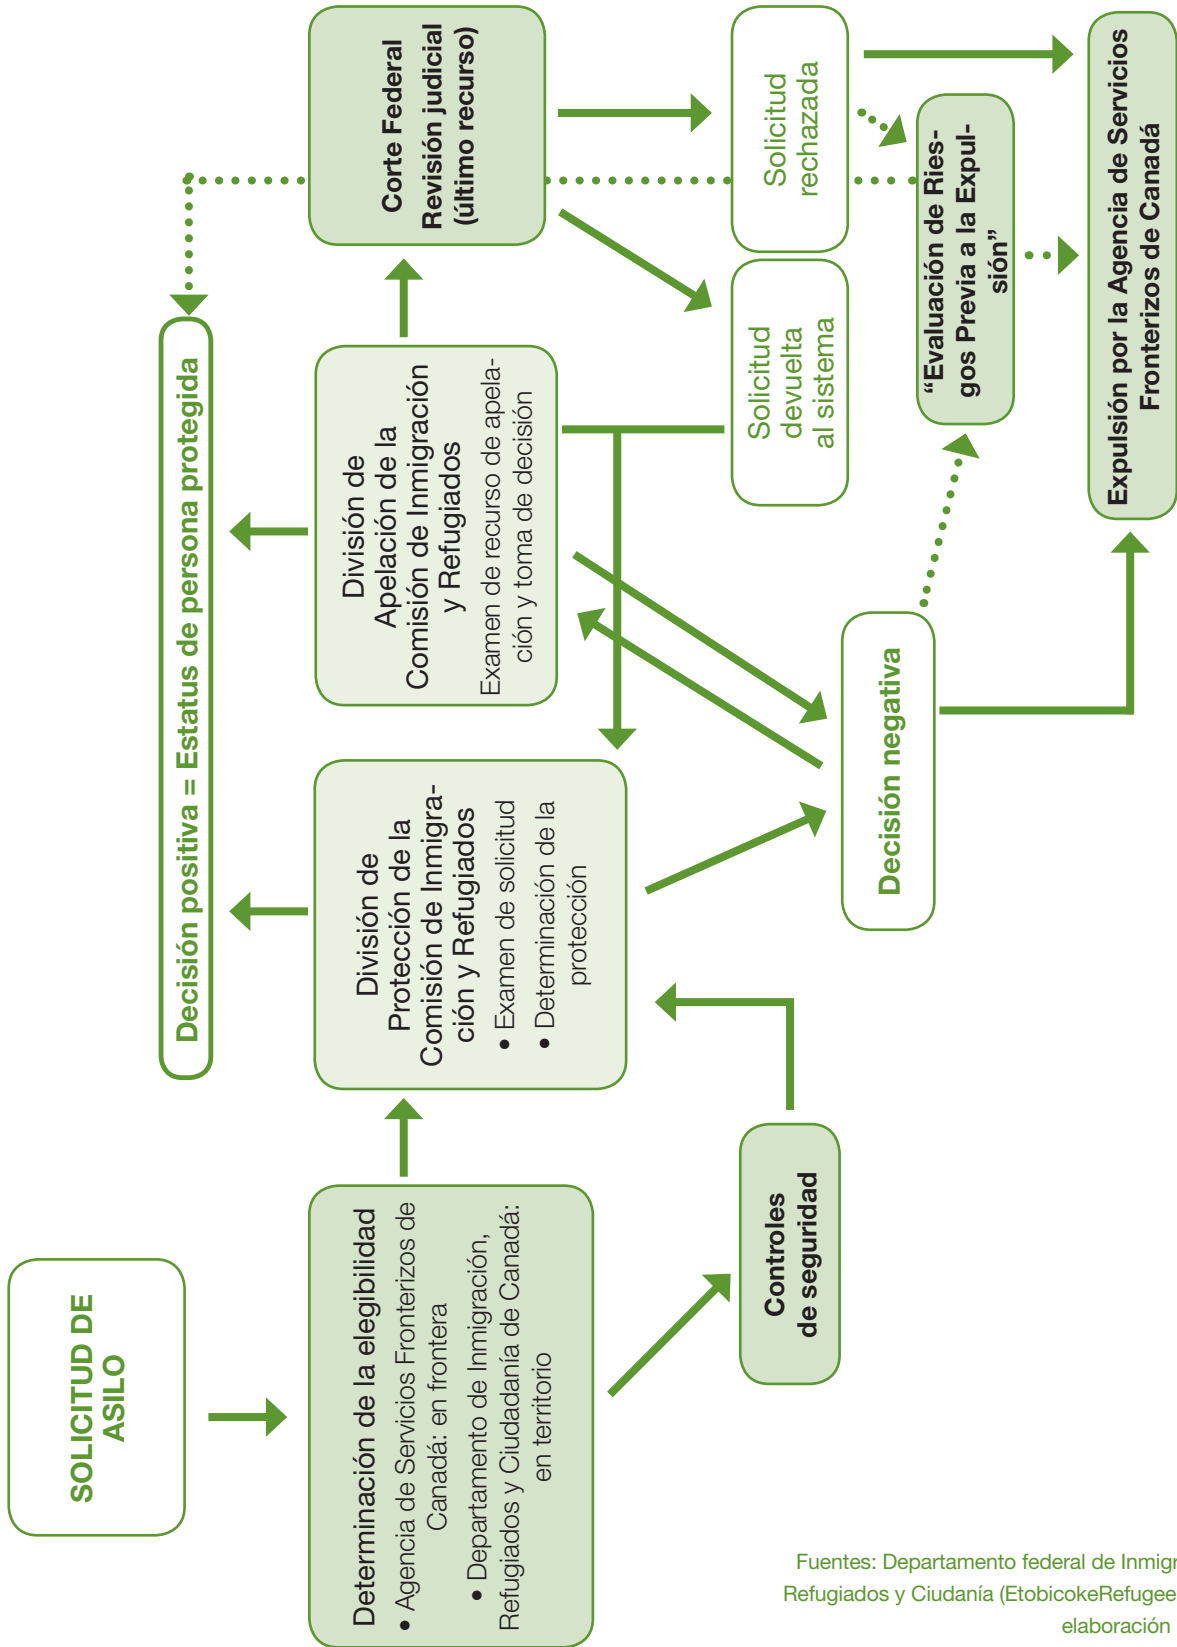 SOLICITUD DE
ASILO
Determinación de la elegibilidad
• Agencia de Servicios Fronterizos de
Canadá: en frontera
• Departamento de Inmigración,
Refugiados y Ciudadanía de Canadá:
en territorio
Controles
de seguridad
Decisión positiva = Estatus de persona protegida
División de
Protección de la
Comisión de Inmigra-
ción y Refugiados
• Examen de solicitud
• Determinación de la
protección
División de
Apelación de la
Comisión de Inmigración
y Refugiados
Examen de recurso de apela-
ción y toma de decisión
Corte Federal
Revisión judicial
(último recurso)
Decisión negativa
Solicitud
devuelta
al sistema
Solicitud
rechazada
“Evaluación de Ries-
gos Previa a la Expul-
sión”
Expulsión por la Agencia de Servicios
Fronterizos de Canadá
Fuentes: Departamento federal de Inmigr
Refugiados y Ciudanía (EtobicokeRefugee
elaboración